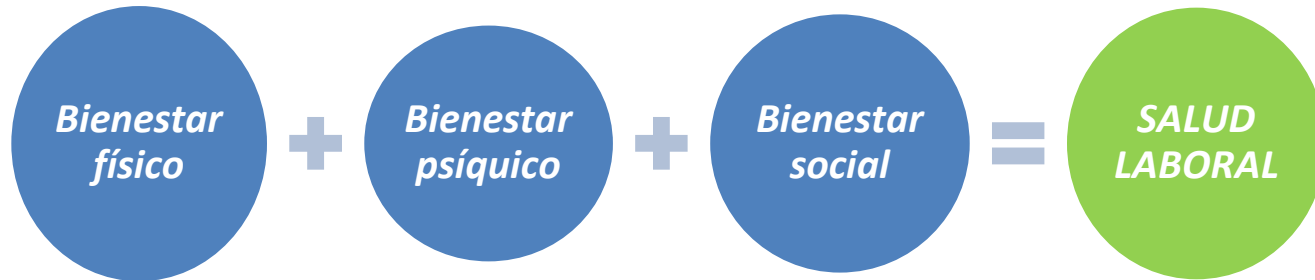 Bienestar
físico
+
Bienestar
psíquico
+
Bienestar
social
=
SALUD
LABORAL